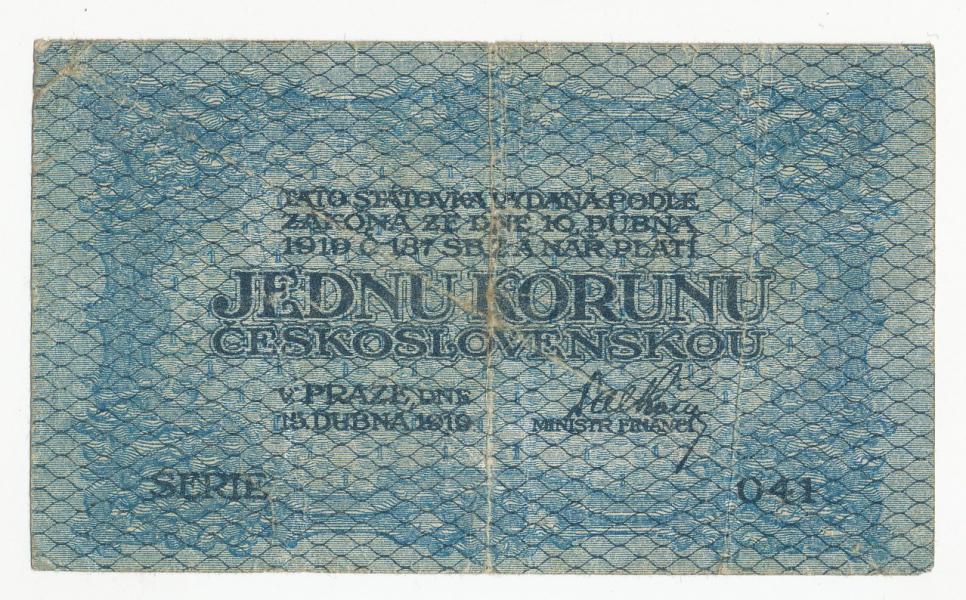 TATO STÁTOVKA VYDANÁ PODLE
ZÁKONA ZE DNE 10. DUBNA
1919 Č 187 SB. Z. A NAŘ. PLATÍ
JEDNU KORUNU
ČESKOSLOVENSKOU
V PRAZE, DNE
15. DUBNA 1919
MINISTR FINANCÍ
SERIE 041